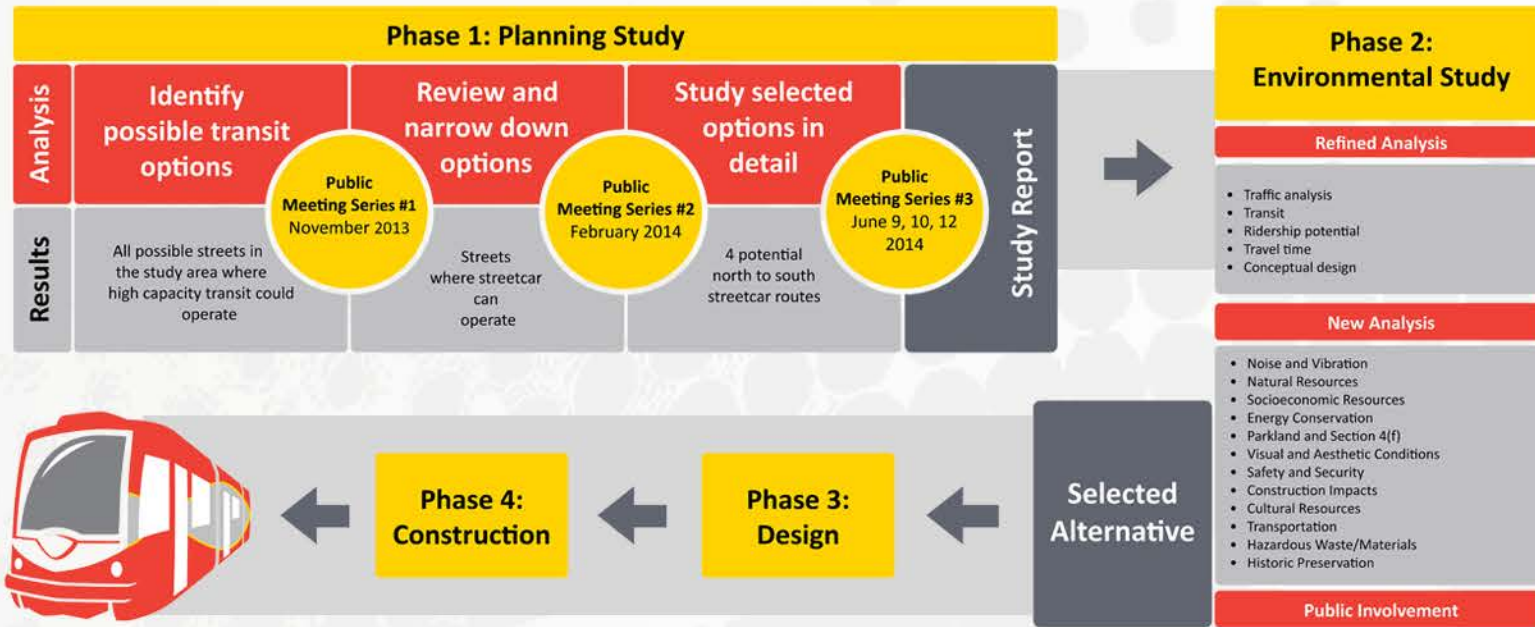 Phase 1: Planning Study
Analysis
Identify
possible transit
options
Review and
narrow down
options
Study selected
options in
detail
Public
Meeting Series #1
November 2013
Public
Meeting Series #2
February 2014
Public
Meeting Series #3
June 9, 10, 12
2014
Results
All possible streets in
the study area where
high capacity transit could
operate
Streets
where streetcar
can
operate
4 potential
north to south
streetcar routes
Study Report
Phase 2:
Environmental Study
Refined Analysis
• Traffic analysis
• Transit
• Ridership potential
• Travel time
• Conceptual design
New Analysis
• Noise and Vibration
• Natural Resources
• Socioeconomic Resources
• Energy Conservation
• Parkland and Section 4(f)
• Visual and Aesthetic Conditions
• Safety and Security
• Construction Impacts
• Cultural Resources
• Transportation
• Hazardous Waste/Materials
• Historic Preservation
Public Involvement
Selected
Alternative
Phase 3:
Design
Phase 4:
Construction